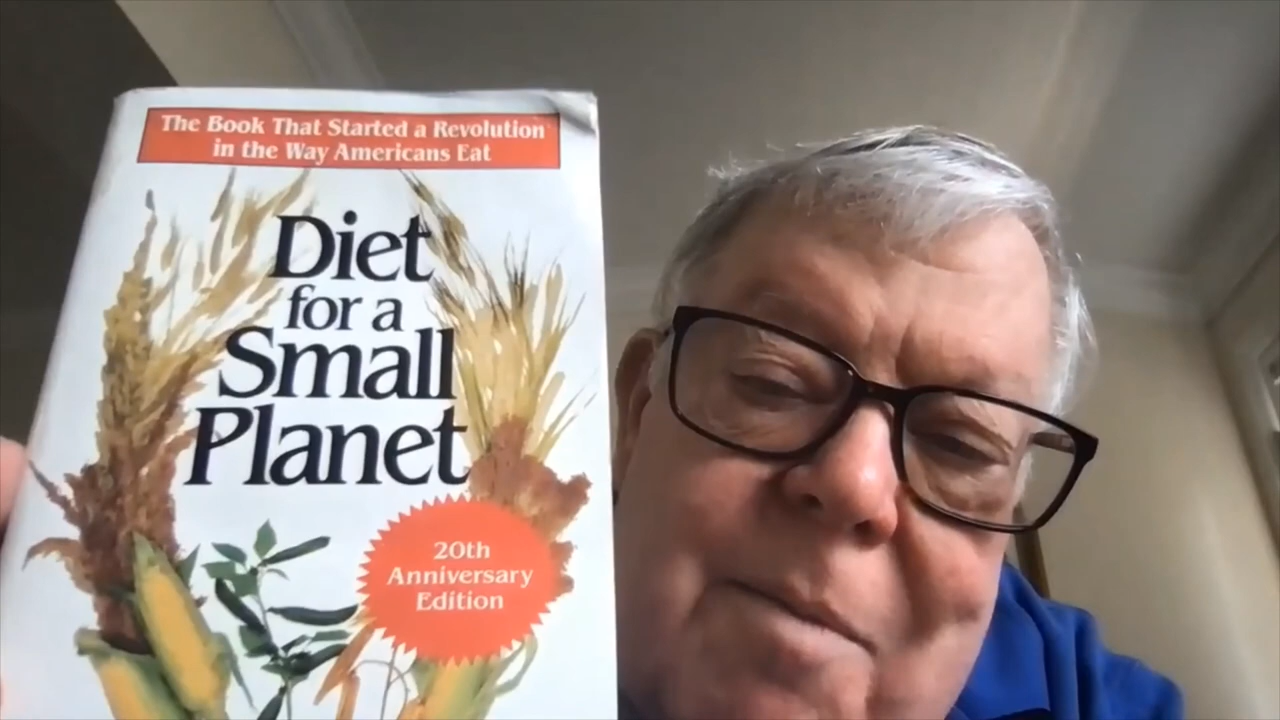 The Book That Started a Revolution
in the Way Americans Eat
Diet
for a
Small
Planet
20th
Anniversary
Edition